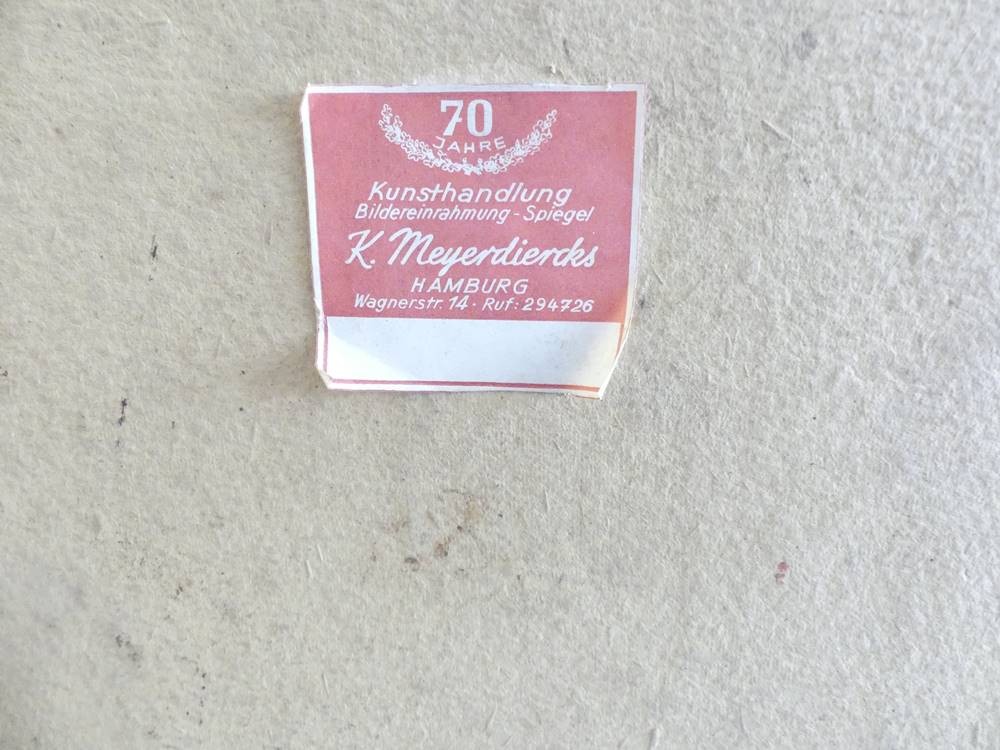 70
JAHRE
Kunsthandlung
Bildereinrahmung - Spiegel
K. Meyerdiercks
HAMBURG
Wagnerstr. 14 · Ruf: 294726